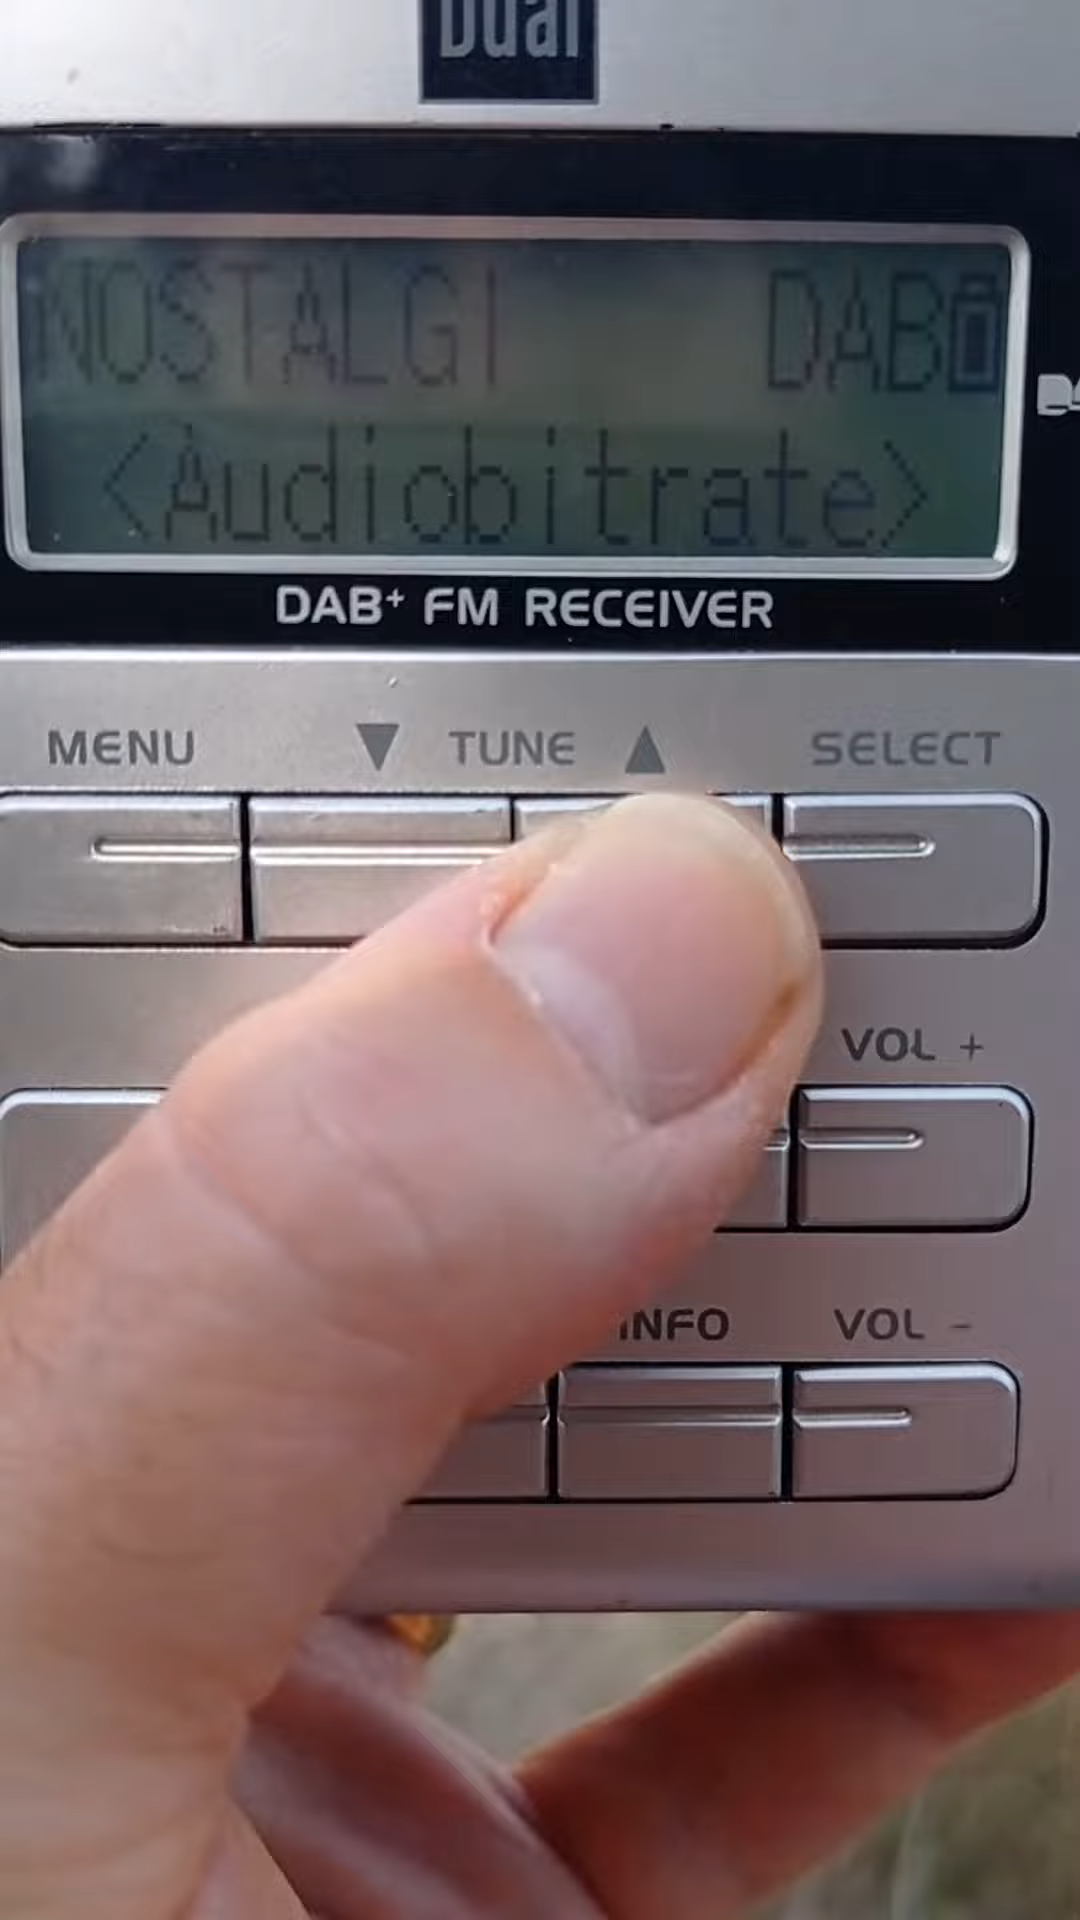 Dual
NOSTALGI DAB
<Audiobitrate>
DAB+ FM RECEIVER
MENU ▼ TUNE ▲ SELECT
VOL +
INFO VOL -